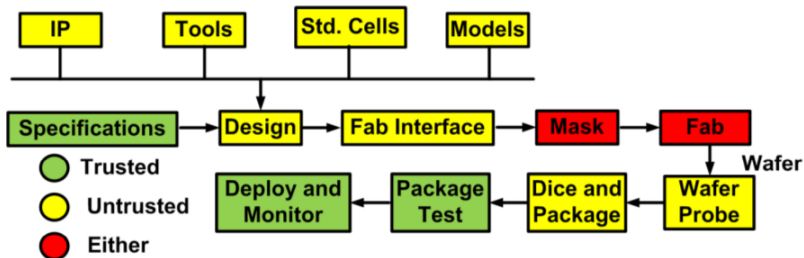 IP
Tools
Std. Cells
Models
Specifications
Design
Fab Interface
Mask
Fab
Wafer
Trusted
Untrusted
Either
Deploy and
Monitor
Package
Test
Dice and
Package
Wafer
Probe